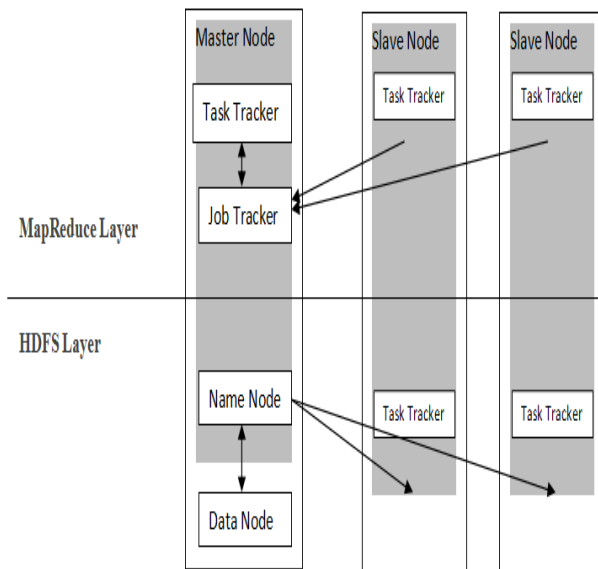 Master Node
Slave Node
Slave Node
Task Tracker
Task Tracker
Task Tracker
Job Tracker
MapReduce Layer
HDFS Layer
Name Node
Task Tracker
Task Tracker
Data Node